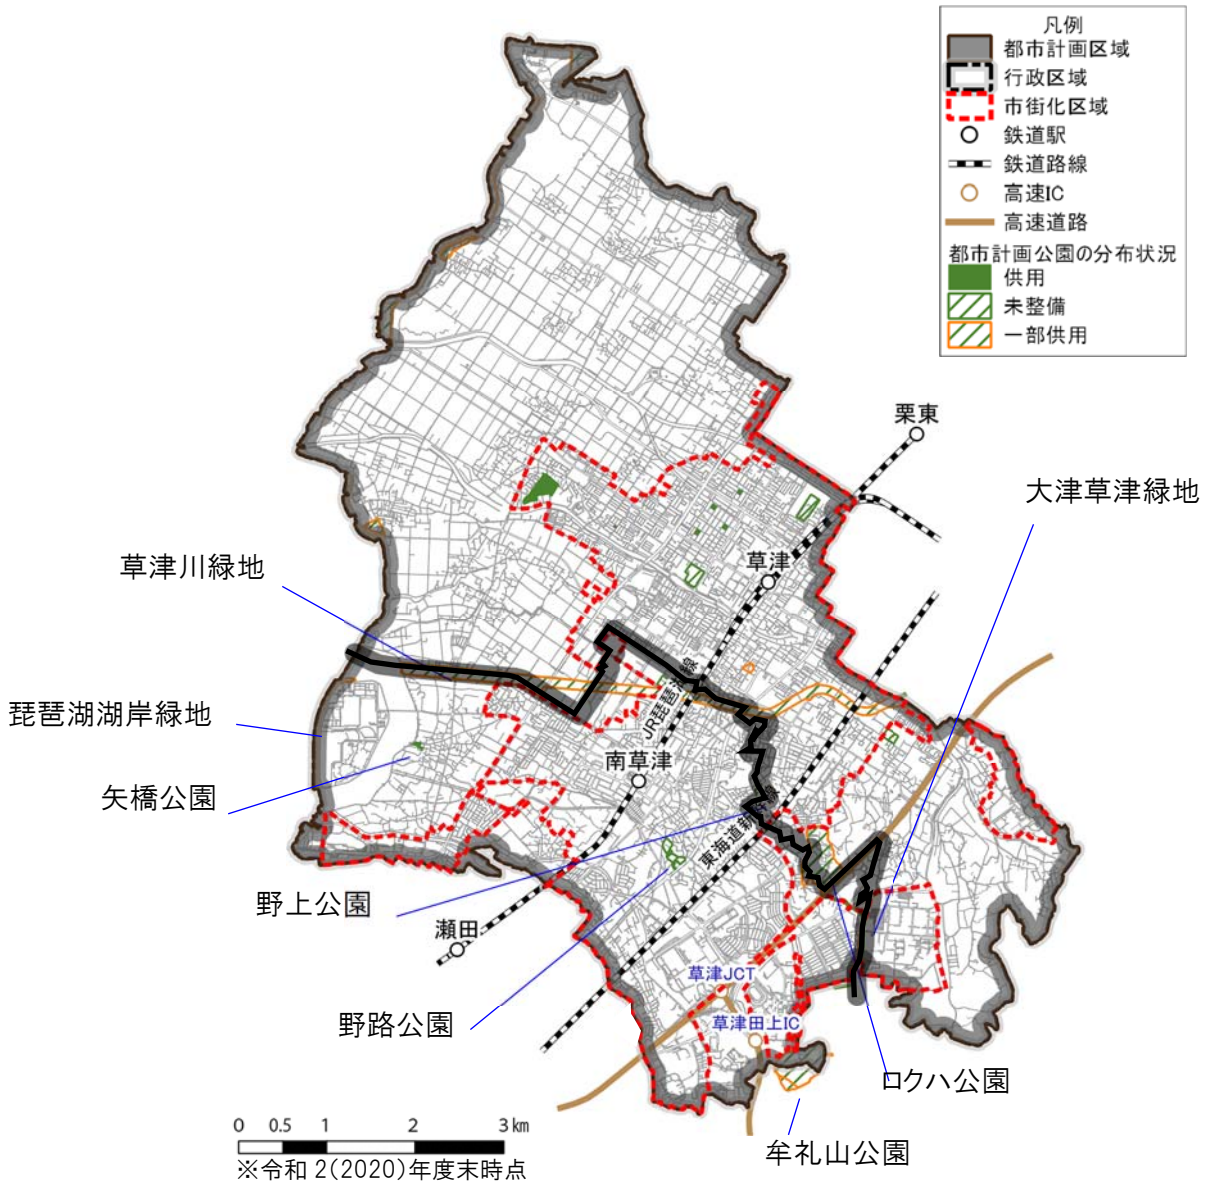 凡例
都市計画区域
行政区域
市街化区域
鉄道駅
鉄道路線
高速IC
高速道路
都市計画公園の分布状況
供用
未整備
一部供用
栗東
大津草津緑地
草津
草津川緑地
JR琵琶湖線
琵琶湖湖岸緑地
南草津
矢橋公園
東海道新幹線
野上公園
瀬田
草津JCT
野路公園
草津田上IC
ロクハ公園
牟礼山公園
0 0.5 1 2 3 km
※令和2(2020)年度末時点